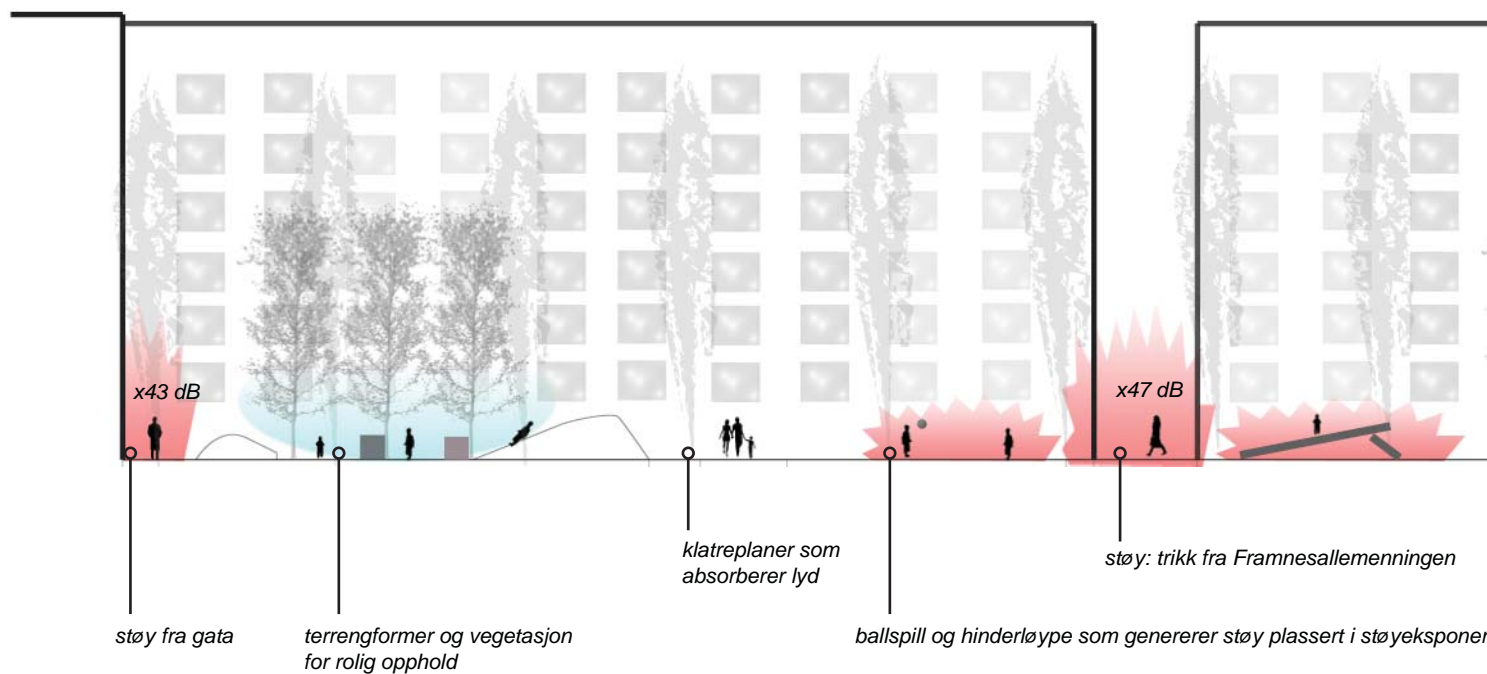 x43 dB
x47 dB
klatreplaner som
absorberer lyd
støy: trikk fra Framnesallemenningen
støy fra gata
terrengformer og vegetasjon
for rolig opphold
ballspill og hinderløype som genererer støy plassert i støyeksponer